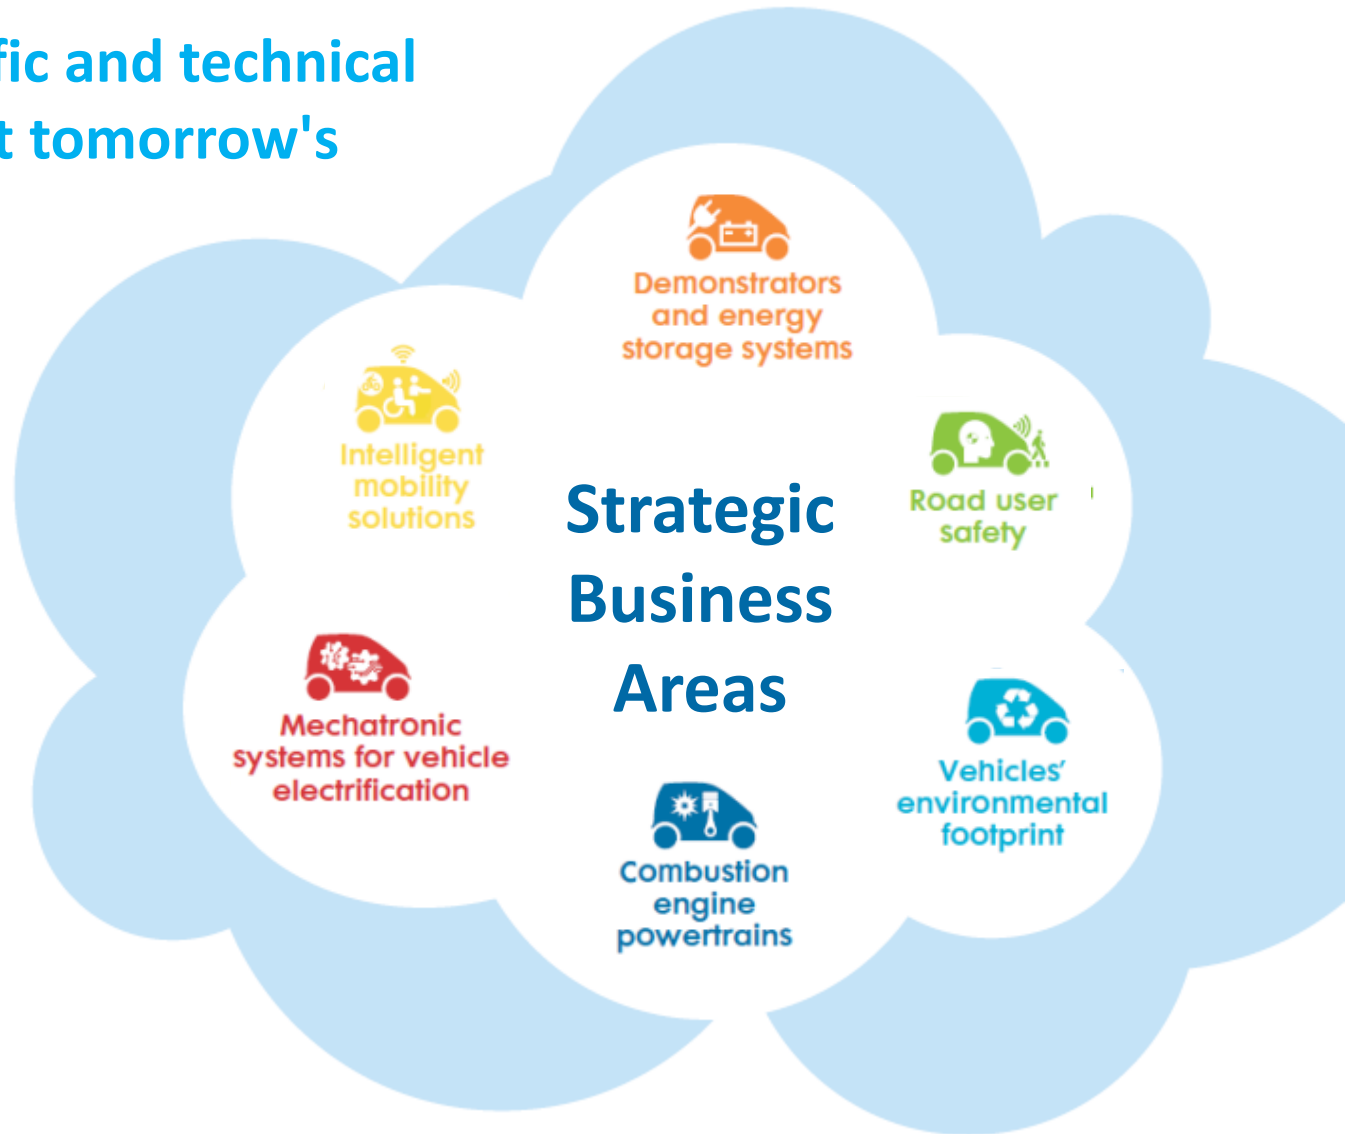 fic and technical
t tomorrow's
Demonstrators
and energy
storage systems
Intelligent
mobility
solutions
Road user
safety
Strategic
Business
Areas
Mechatronic
systems for vehicle
electrification
Vehicles'
environmental
footprint
Combustion
engine
powertrains